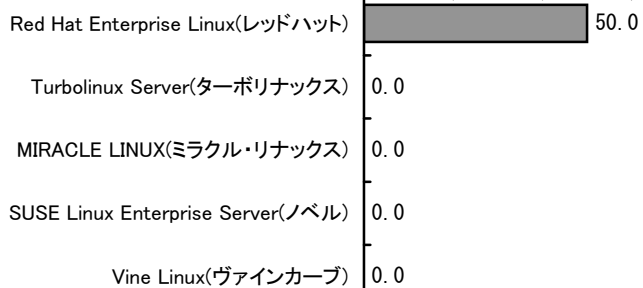 Red Hat Enterprise Linux(レッドハット) 50.0
Turbolinux Server(ターボリナックス) 0.0
MIRACLE LINUX(ミラクル・リナックス) 0.0
SUSE Linux Enterprise Server(ノベル) 0.0
Vine Linux(ヴァインカーブ) 0.0